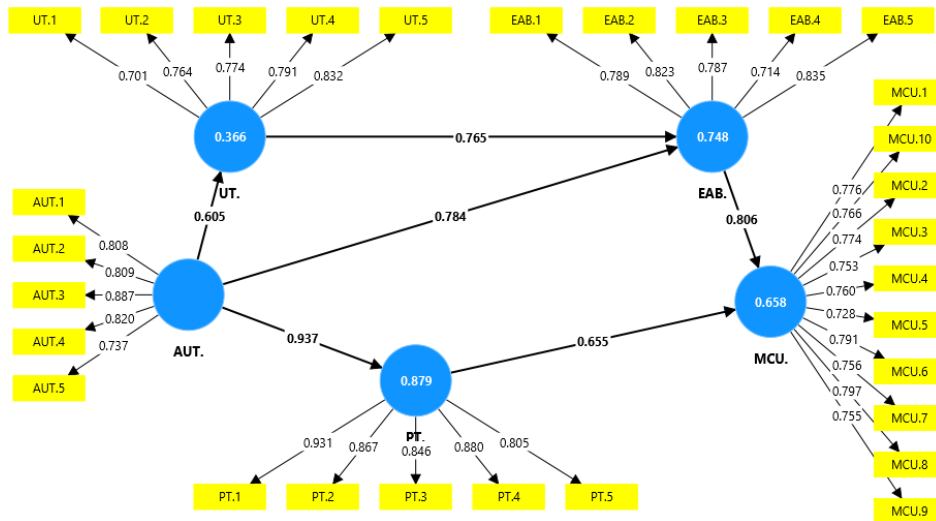 UT.1 UT.2 UT.3 UT.4 UT.5
EAB.1 EAB.2 EAB.3 EAB.4 EAB.5
0.701 0.764 0.774 0.791 0.832
0.789 0.823 0.787 0.714 0.835
0.366 0.765 0.748
UT.
EAB.
AUT.1
AUT.2
AUT.3
AUT.4
AUT.5
0.808
0.809
0.887
0.820
0.737
AUT.
0.605
0.784
0.937
0.806
0.655
0.879
PT.
0.931 0.867 0.846 0.880 0.805
PT.1 PT.2 PT.3 PT.4 PT.5
0.658
MCU.
0.776
0.766
0.774
0.753
0.760
0.728
0.791
0.756
0.797
0.755
MCU.1
MCU.10
MCU.2
MCU.3
MCU.4
MCU.5
MCU.6
MCU.7
MCU.8
MCU.9